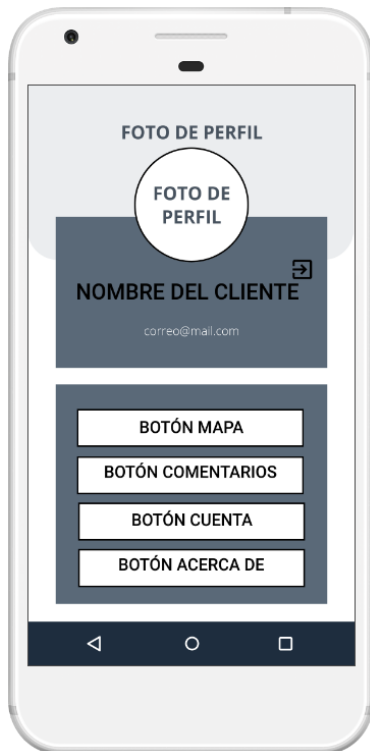 FOTO DE PERFIL
FOTO DE
PERFIL
NOMBRE DEL CLIENTE
correo@mail.com
BOTÓN MAPA
BOTÓN COMENTARIOS
BOTÓN CUENTA
BOTÓN ACERCA DE